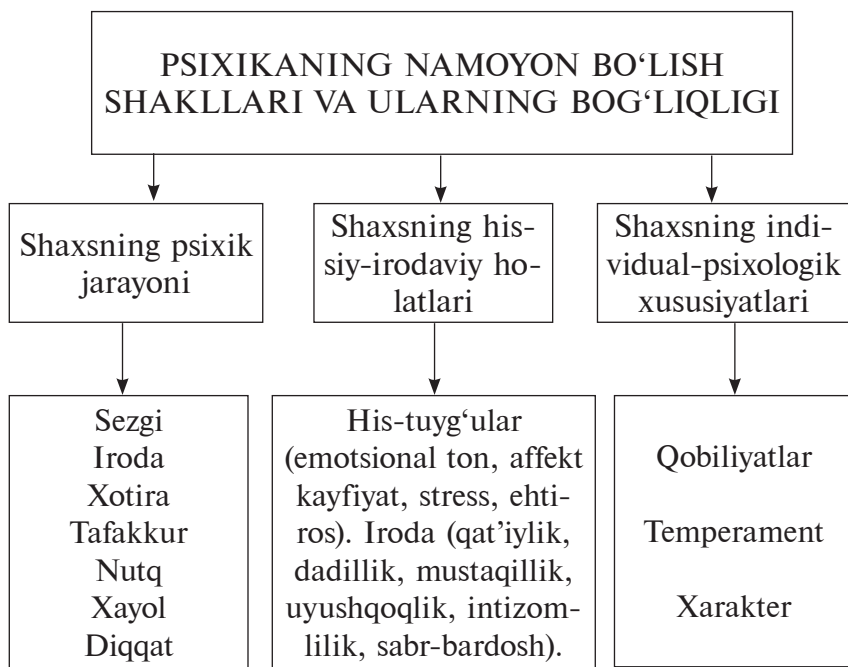 PSIXIKANING NAMOYON BO‘LISH
SHAKLLARI VA ULARNING BOG‘LIQLIGI
Shaxsning psixik
jarayoni
Shaxsning his-
siy-irodaviy ho-
latlari
Shaxsning indi-
vidual-psixologik
xususiyatlari
Sezgi
Iroda
Xotira
Tafakkur
Nutq
Xayol
Diqqat
His-tuyg‘ular
(emotsional ton, affekt
kayfiyat, stress, ehti-
ros). Iroda (qat’iylik,
dadillik, mustaqillik,
uyushqoqlik, intizom-
lilik, sabr-bardosh).
Qobiliyatlar
Temperament
Xarakter